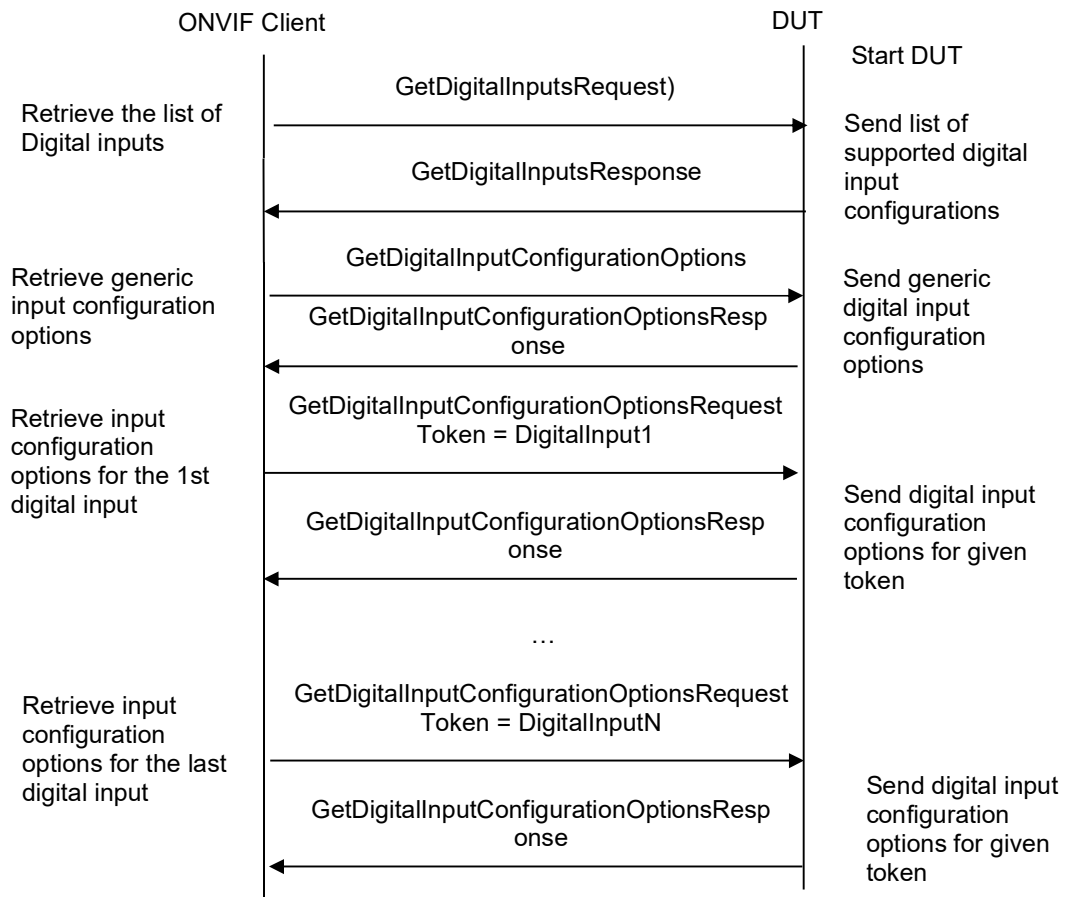 ONVIF Client
DUT
Start DUT
GetDigitalInputsRequest)
Retrieve the list of
Digital inputs
Send list of
supported digital
input
configurations
GetDigitalInputsResponse
GetDigitalInputConfigurationOptions
Retrieve generic
input configuration
options
Send generic
digital input
configuration
options
GetDigitalInputConfigurationOptionsResp
onse
GetDigitalInputConfigurationOptionsRequest
Token = DigitalInput1
Retrieve input
configuration
options for the 1st
digital input
GetDigitalInputConfigurationOptionsResp
onse
Send digital input
configuration
options for given
token
…
GetDigitalInputConfigurationOptionsRequest
Token = DigitalInputN
Retrieve input
configuration
options for the last
digital input
GetDigitalInputConfigurationOptionsResp
onse
Send digital input
configuration
options for given
token